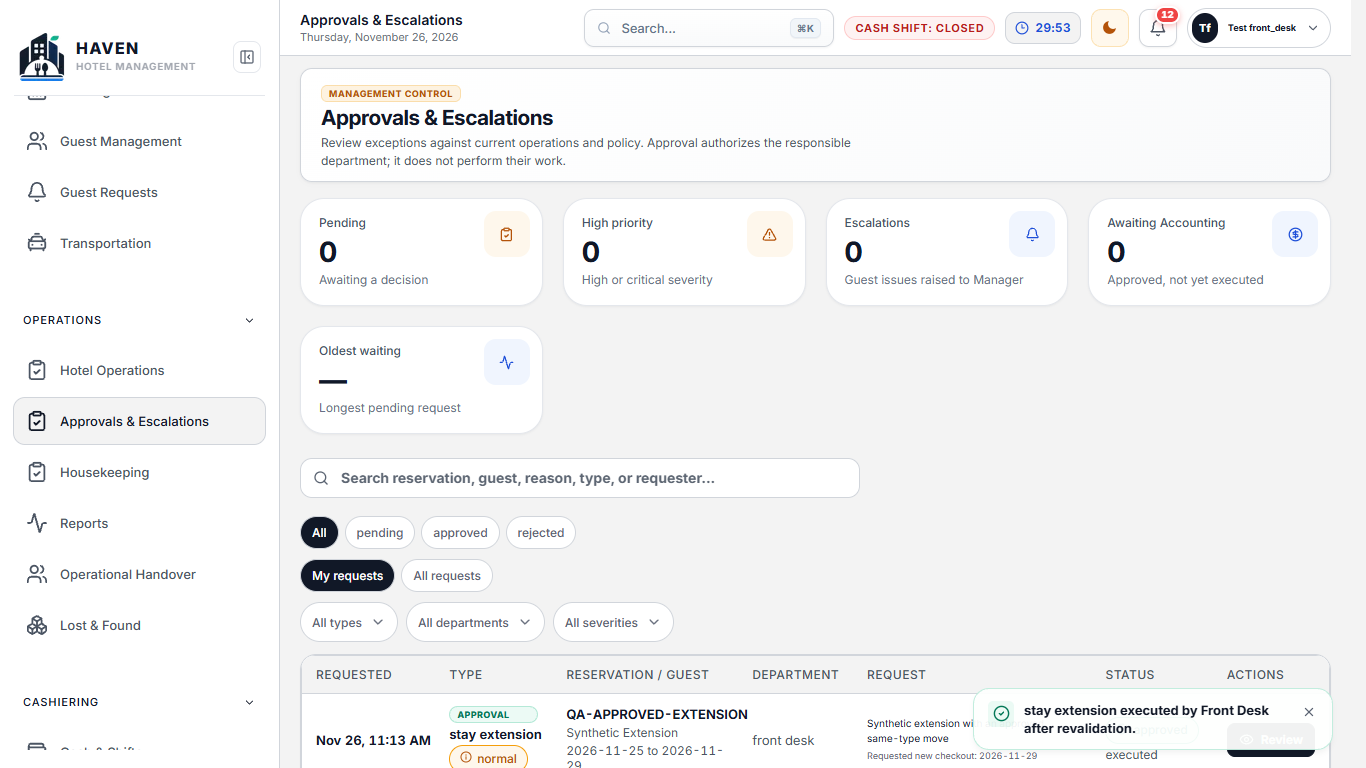 HAVEN
HOTEL MANAGEMENT
Guest Management
Guest Requests
Transportation
OPERATIONS
Hotel Operations
Approvals & Escalations
Housekeeping
Reports
Operational Handover
Lost & Found
CASHIERING
Approvals & Escalations
Thursday, November 26, 2026
Search...
⌘K
CASH SHIFT: CLOSED
29:53
12
Tf
Test front_desk
MANAGEMENT CONTROL
Approvals & Escalations
Review exceptions against current operations and policy. Approval authorizes the responsible
department; it does not perform their work.
Pending
0
Awaiting a decision
High priority
0
High or critical severity
Escalations
0
Guest issues raised to Manager
Awaiting Accounting
0
Approved, not yet executed
Oldest waiting
—
Longest pending request
Search reservation, guest, reason, type, or requester...
All
pending
approved
rejected
My requests
All requests
All types
All departments
All severities
REQUESTED
TYPE
RESERVATION / GUEST
DEPARTMENT
REQUEST
STATUS
ACTIONS
Nov 26, 11:13 AM
APPROVAL
stay extension
normal
QA-APPROVED-EXTENSION
Synthetic Extension
2026-11-25 to 2026-11-
29
front desk
Synthetic extension
same-type move
Requested new checkout: 2026-11-29
approved
executed
Review
stay extension executed by Front Desk
after revalidation.